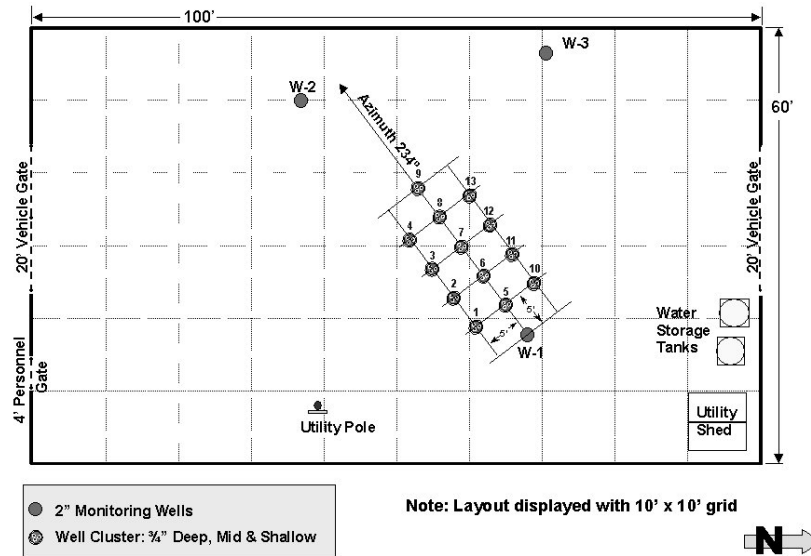 100'
W-3
W-2
60'
Azimuth 234°
20' Vehicle Gate
20' Vehicle Gate
9
13
8
12
4
7
11
3
6
10
2
5
1
5'
5'
W-1
Water
Storage
Tanks
4' Personnel
Gate
Utility Pole
Utility
Shed
2" Monitoring Wells
Well Cluster: ¾" Deep, Mid & Shallow
Note: Layout displayed with 10' x 10' grid
N